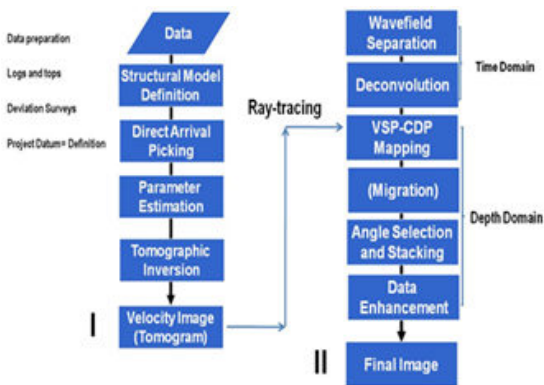 Data preparation
Logs and tops
Deviation Surveys
Project Datum= Definition
Data
Structural Model
Definition
Direct Arrival
Picking
Parameter
Estimation
Tomographic
Inversion
I
Velocity Image
(Tomogram)
Ray-tracing
Wavefield
Separation
Deconvolution
Time Domain
VSP-CDP
Mapping
(Migration)
Angle Selection
and Stacking
Data
Enhancement
Depth Domain
II
Final Image